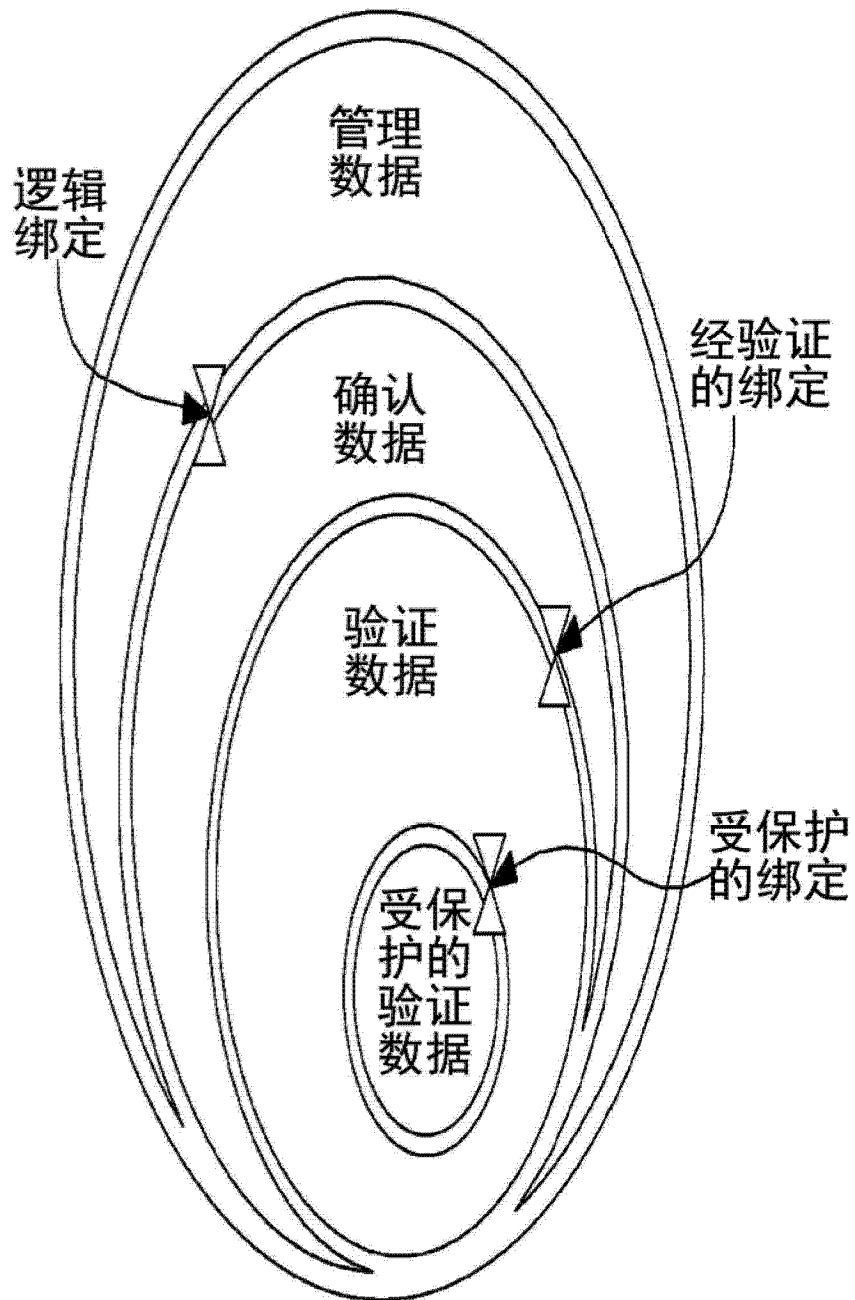 管理
数据
逻辑
绑定
经验证
的绑定
确认
数据
验证
数据
受保护
的绑定
受保
护的
验证
数据